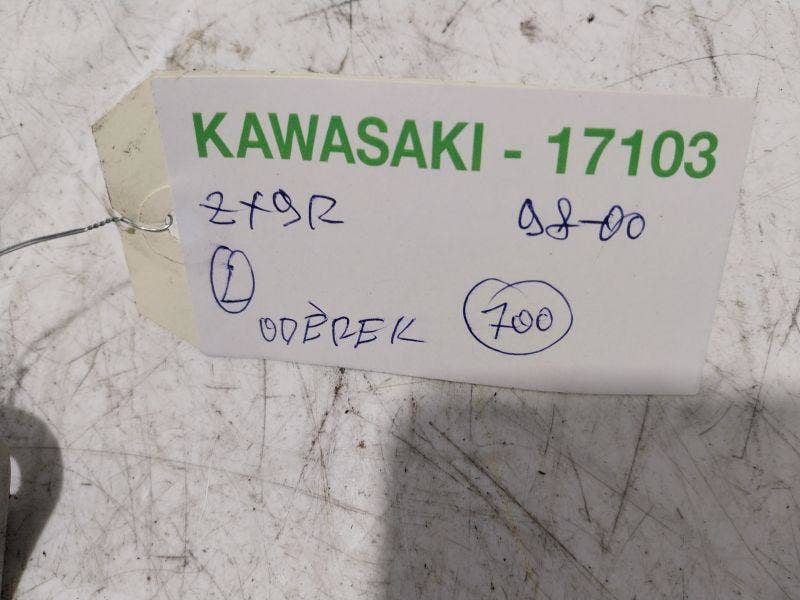 KAWASAKI - 17103
ZX9R 98-00
L
ODĚREK 700